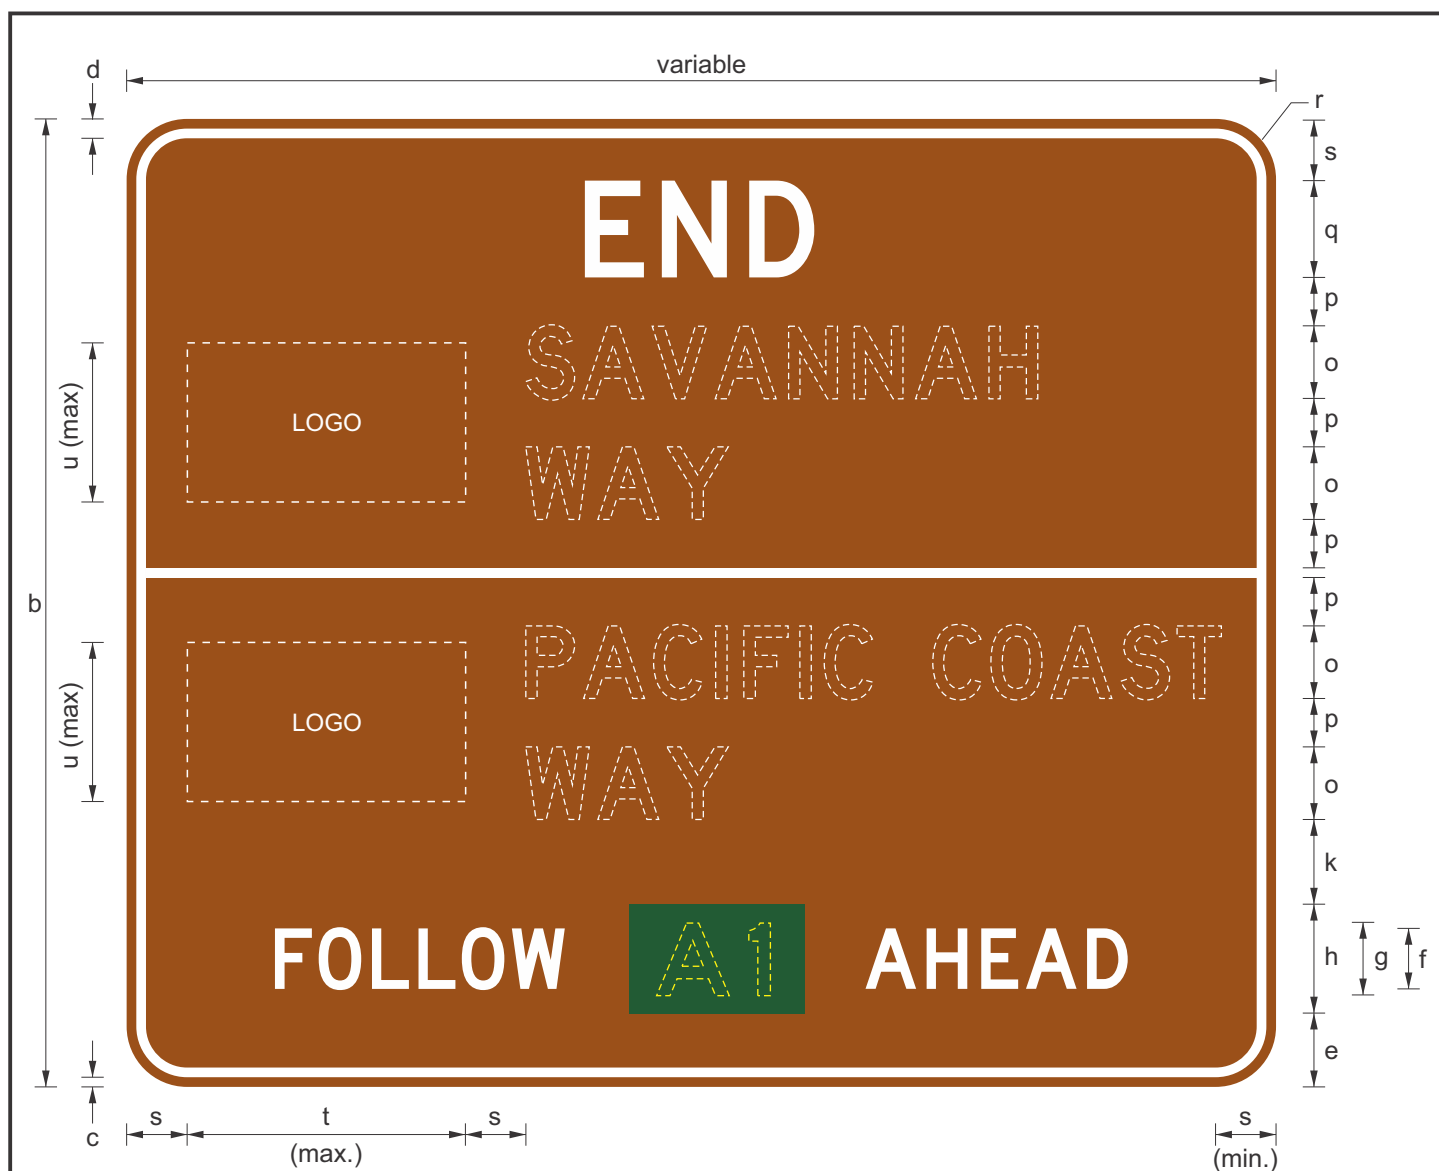 variable
d
r
s
END
q
p
SAVANNAH
o
u (max)
LOGO
p
WAY
o
p
b
p
PACIFIC COAST
o
u (max)
LOGO
p
WAY
o
k
FOLLOW A1 AHEAD
h
g
f
e
c
s
t
(max.)
s
s
(min.)